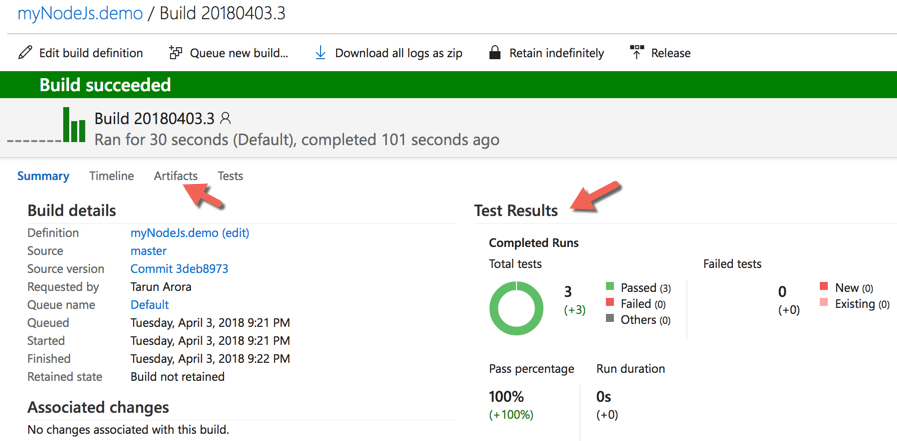 myNodeJs.demo / Build 20180403.3
Edit build definition Queue new build... Download all logs as zip Retain indefinitely Release
Build succeeded
Build 20180403.3
Ran for 30 seconds (Default), completed 101 seconds ago
Summary Timeline Artifacts Tests
Build details
Definition myNodeJs.demo (edit)
Source master
Source version Commit 3deb8973
Requested by Tarun Arora
Queue name Default
Queued Tuesday, April 3, 2018 9:21 PM
Started Tuesday, April 3, 2018 9:21 PM
Finished Tuesday, April 3, 2018 9:22 PM
Retained state Build not retained
Associated changes
No changes associated with this build.
Test Results
Completed Runs
Total tests
3
(+3)
Passed (3)
Failed (0)
Others (0)
Failed tests
0
(+0)
New (0)
Existing (0)
Pass percentage
100%
(+100%)
Run duration
0s
(+0)